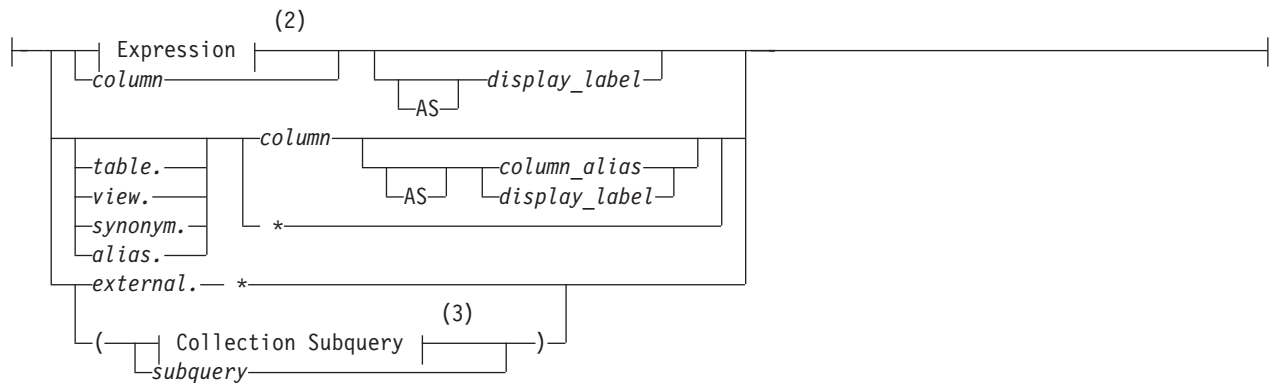 (2)
Expression
column
display_label
AS
column
table.
column_alias
view.
AS
display_label
synonym.
*
alias.
external. *
(3)
( Collection Subquery )
subquery